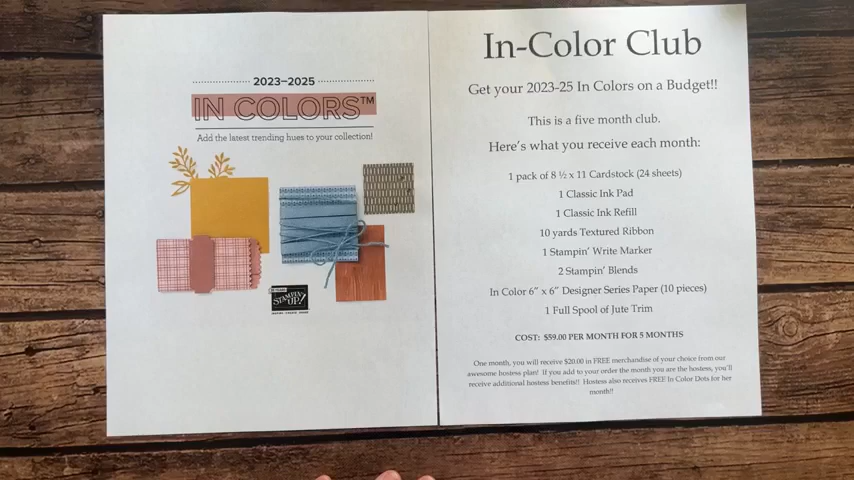 2023–2025
IN COLORS™
Add the latest trending hues to your collection!
STAMPIN' UP!
In-Color Club
Get your 2023-25 In Colors on a Budget!!
This is a five month club.
Here's what you receive each month:
1 pack of 8 ½ x 11 Cardstock (24 sheets)
1 Classic Ink Pad
1 Classic Ink Refill
10 yards Textured Ribbon
1 Stampin' Write Marker
2 Stampin' Blends
In Color 6" x 6" Designer Series Paper (10 pieces)
1 Full Spool of Jute Trim
COST: $59.00 PER MONTH FOR 5 MONTHS
One month, you will receive $20.00 in FREE merchandise of your choice from our
awesome hostess plan! If you add to your order the month you are the hostess, you'll
receive additional hostess benefits!! Hostess also receives FREE In Color Dots for her
month!!